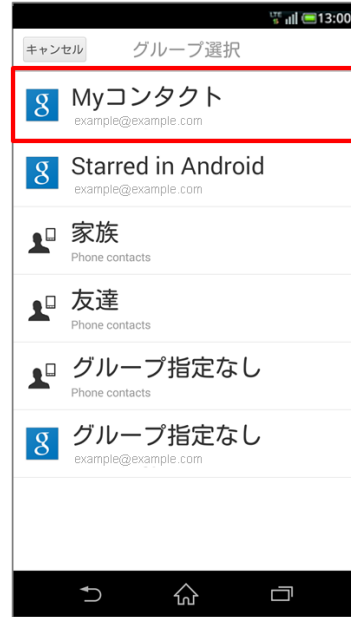 LTE 13:00
キャンセル グループ選択
g Myコンタクト
example@example.com
g Starred in Android
example@example.com
家族
Phone contacts
友達
Phone contacts
グループ指定なし
Phone contacts
g グループ指定なし
example@example.com